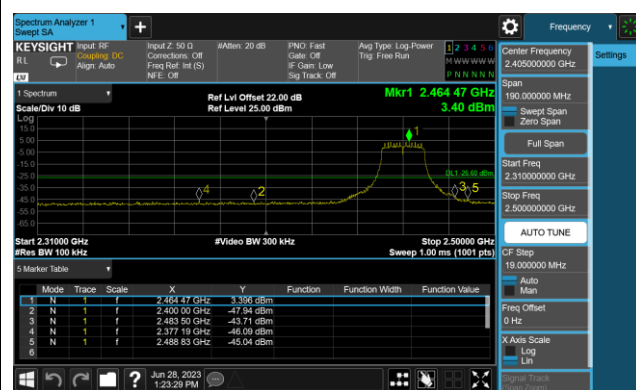 Spectrum Analyzer 1
Swept SA
Frequency
KEYSIGHT
RL
Input: RF
Coupling: DC
Align: Auto
Input Z: 50 Ω
Corrections: Off
Freq Ref: Int (S)
NFE: Off
#Atten: 20 dB
PNO: Fast
Gate: Off
IF Gain: Low
Sig Track: Off
Avg Type: Log-Power
Trig: Free Run
1 2 3 4 5 6
M W W W W W
P N N N N N
LXI
1 Spectrum
Scale/Div 10 dB
Log
Ref Lvl Offset 22.00 dB
Ref Level 25.00 dBm
Mkr1 2.464 47 GHz
3.40 dBm
15.0
5.00
-5.00
-15.0
-25.0
-35.0
-45.0
-55.0
-65.0
1
DL1 -26.60 dBm
4
2
3
5
Start 2.31000 GHz
#Res BW 100 kHz
#Video BW 300 kHz
Stop 2.50000 GHz
Sweep 1.00 ms (1001 pts)
5 Marker Table
Mode Trace Scale X Y Function Function Width Function Value
1 N 1 f 2.464 47 GHz 3.396 dBm
2 N 1 f 2.400 00 GHz -47.94 dBm
3 N 1 f 2.483 50 GHz -43.71 dBm
4 N 1 f 2.377 19 GHz -46.09 dBm
5 N 1 f 2.488 83 GHz -45.04 dBm
6
Jun 28, 2023
1:23:29 PM
Center Frequency
2.405000000 GHz
Settings
Span
190.000000 MHz
Swept Span
Zero Span
Full Span
Start Freq
2.310000000 GHz
Stop Freq
2.500000000 GHz
AUTO TUNE
CF Step
19.000000 MHz
Auto
Man
Freq Offset
0 Hz
X Axis Scale
Log
Lin
Signal Track
(Span Zoom)